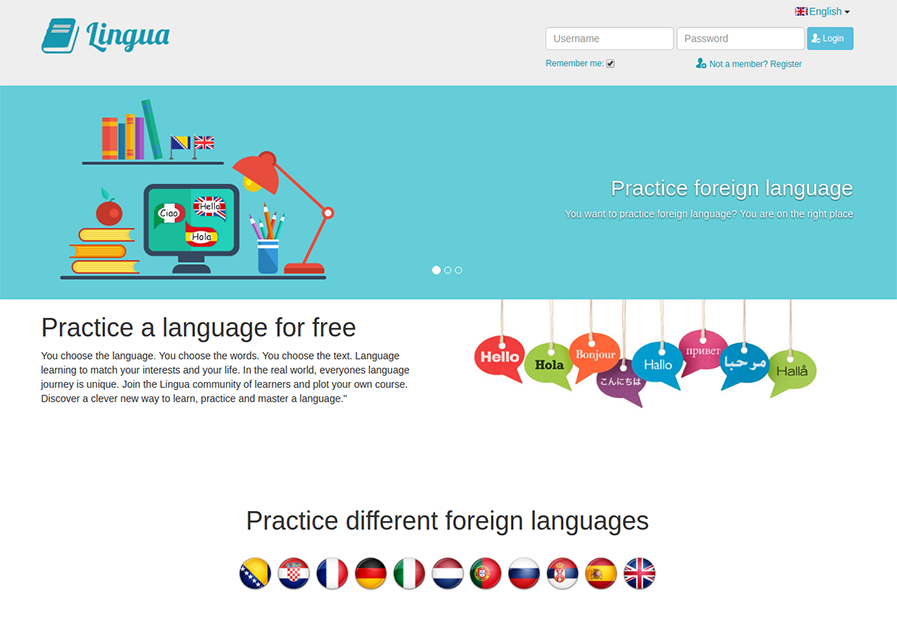 English
Lingua
Username
Password
Login
Remember me:
Not a member? Register
Ciao
Hello
Hola
Practice foreign language
You want to practice foreign language? You are on the right place
Practice a language for free
You choose the language. You choose the words. You choose the text. Language
learning to match your interests and your life. In the real world, everyones language
journey is unique. Join the Lingua community of learners and plot your own course.
Discover a clever new way to learn, practice and master a language."
Hello
Hola
Bonjour
こんにちは
Hallo
привет
مرحبا
Hallå
Practice different foreign languages